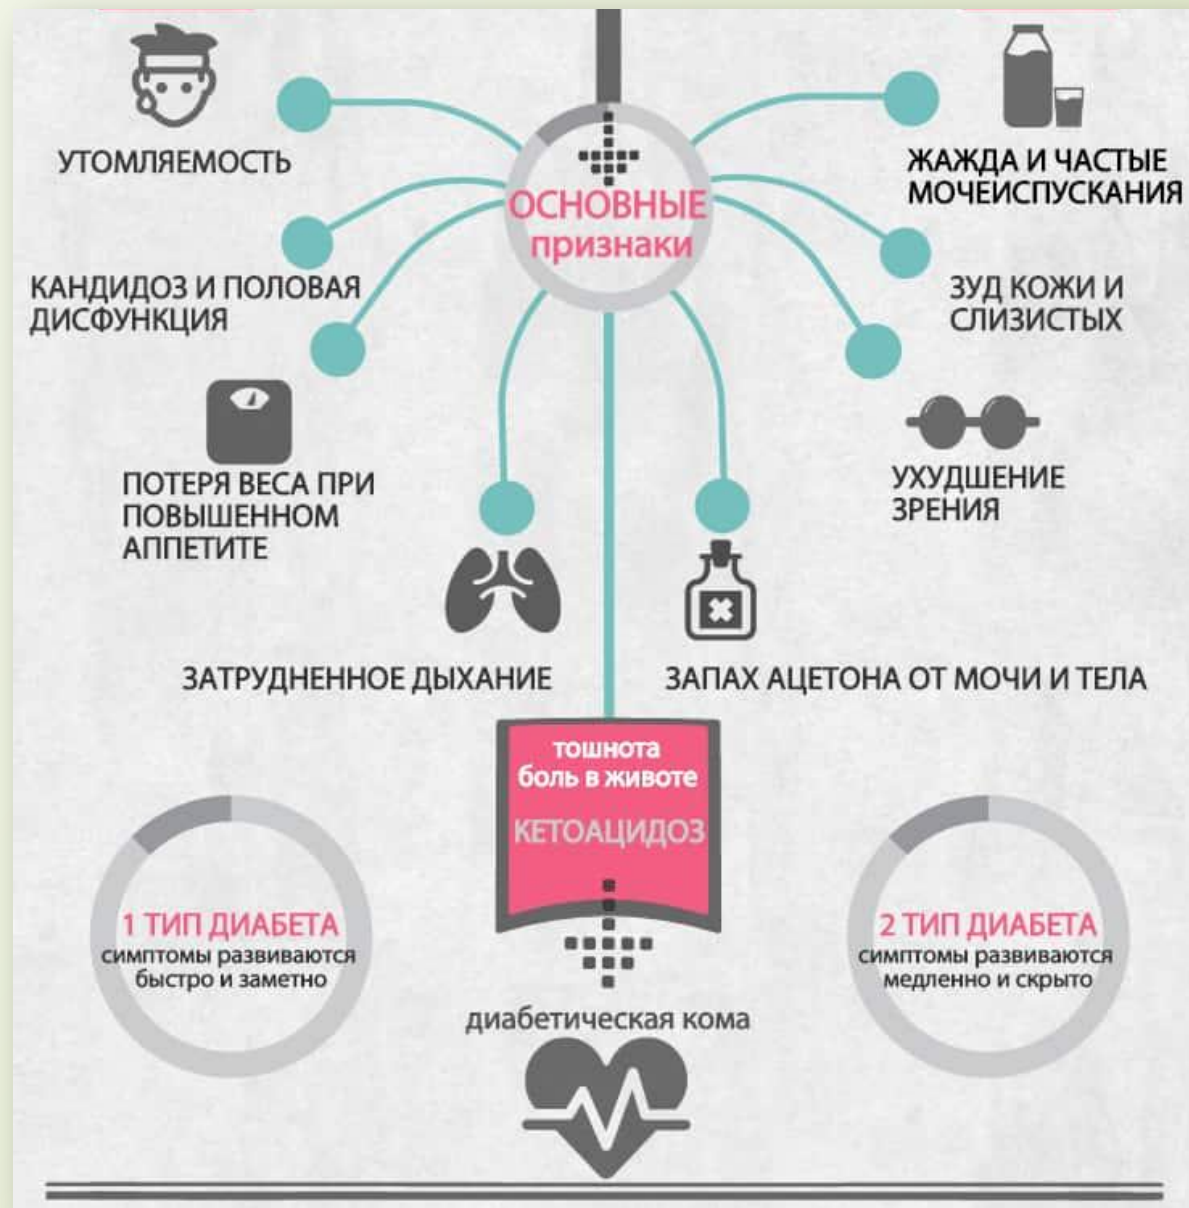 УТОМЛЯЕМОСТЬ
ЖАЖДА И ЧАСТЫЕ
МОЧЕИСПУСКАНИЯ
ОСНОВНЫЕ
признаки
КАНДИДОЗ И ПОЛОВАЯ
ДИСФУНКЦИЯ
ЗУД КОЖИ И
СЛИЗИСТЫХ
ПОТЕРЯ ВЕСА ПРИ
ПОВЫШЕННОМ
АППЕТИТЕ
УХУДШЕНИЕ
ЗРЕНИЯ
ЗАТРУДНЕННОЕ ДЫХАНИЕ
ЗАПАХ АЦЕТОНА ОТ МОЧИ И ТЕЛА
тошнота
боль в животе
КЕТОАЦИДОЗ
1 ТИП ДИАБЕТА
симптомы развиваются
быстро и заметно
2 ТИП ДИАБЕТА
симптомы развиваются
медленно и скрыто
диабетическая кома